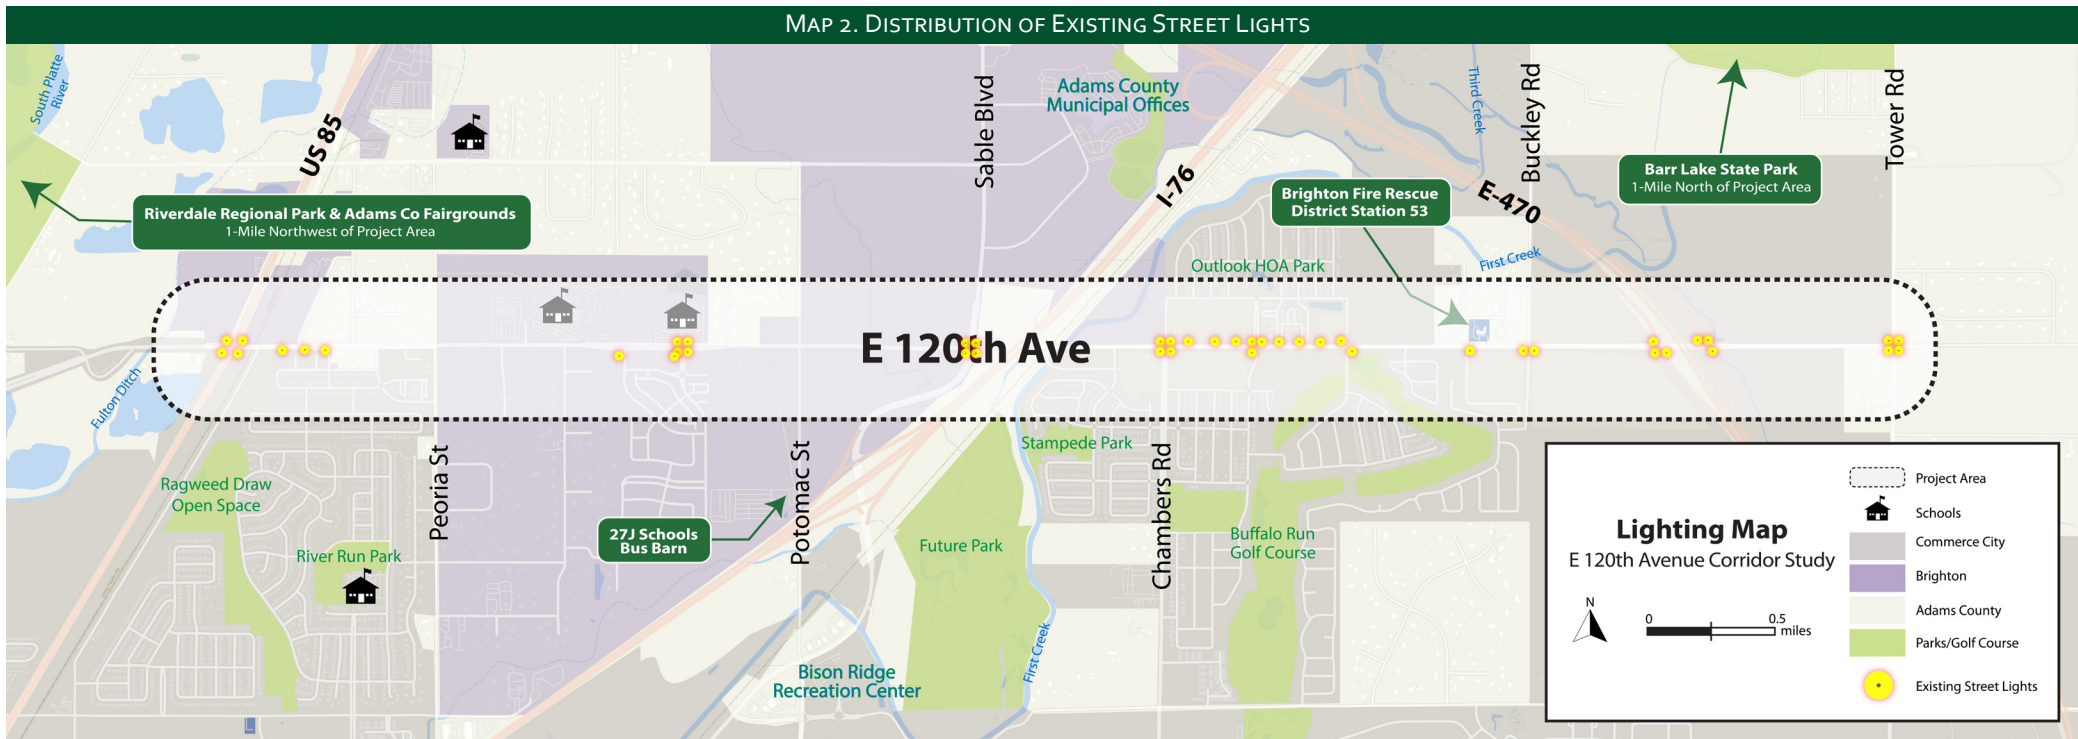 MAP 2. DISTRIBUTION OF EXISTING STREET LIGHTS
South Platte
River
US 85
Sable Blvd
Adams County
Municipal Offices
I-76
Third Creek
Buckley Rd
Tower Rd
Barr Lake State Park
1-Mile North of Project Area
Brighton Fire Rescue
District Station 53
E-470
Riverdale Regional Park & Adams Co Fairgrounds
1-Mile Northwest of Project Area
First Creek
Outlook HOA Park
E 120th Ave
Fulton Ditch
Ragweed Draw
Open Space
River Run Park
Peoria St
27J Schools
Bus Barn
Potomac St
Stampede Park
Future Park
Chambers Rd
Buffalo Run
Golf Course
First Creek
Bison Ridge
Recreation Center
Lighting Map
E 120th Avenue Corridor Study
N
0 0.5
miles
Project Area
Schools
Commerce City
Brighton
Adams County
Parks/Golf Course
Existing Street Lights